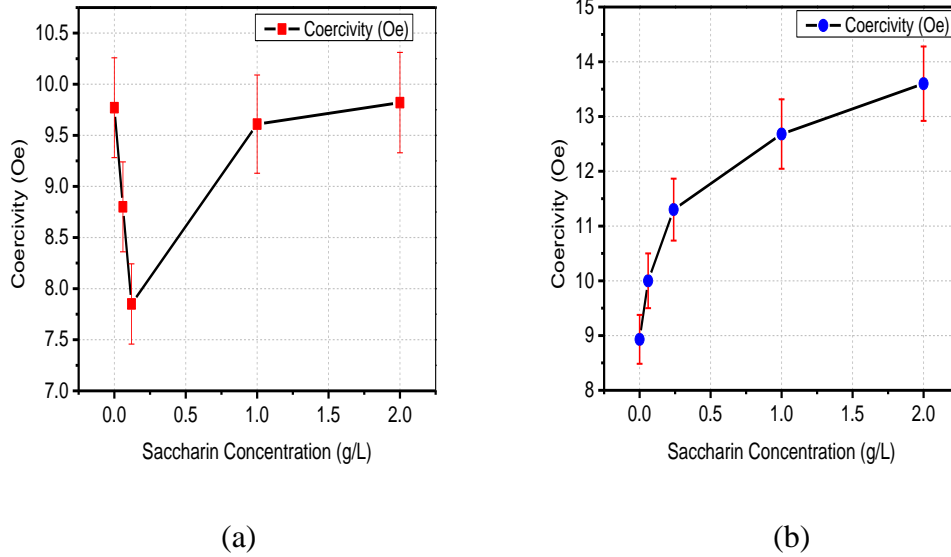 Coercivity (Oe)
10.5
10.0
9.5
9.0
8.5
8.0
7.5
7.0
Coercivity (Oe)
0.0 0.5 1.0 1.5 2.0
Saccharin Concentration (g/L)
(a)
Coercivity (Oe)
15
14
13
12
11
10
9
8
Coercivity (Oe)
0.0 0.5 1.0 1.5 2.0
Saccharin Concentration (g/L)
(b)